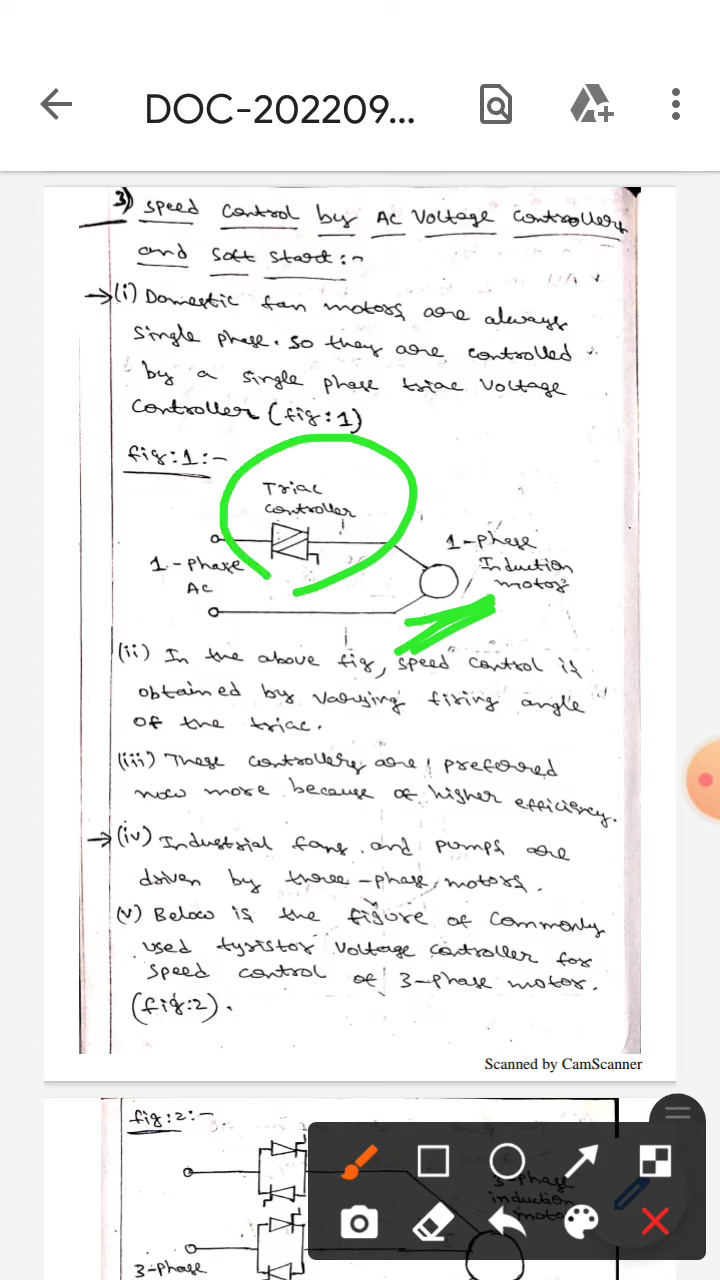 DOC-202209...
3) Speed Control by AC Voltage Controllers
and Soft Start :-
→(i) Domestic fan motors are always
Single phase. So they are controlled
by a single phase triac Voltage
Controller (fig:1)
fig:1:-
Triac
controller
1-phase
AC
1-phase
Induction
motor
(ii) In the above fig, speed control is
obtained by varying firing angle
of the triac.
(iii) These controllers are preferred
now more because of higher efficiency.
→(iv) Industrial fans and pumps are
driven by three-phase motors.
(v) Below is the figure of commonly
used tyristor voltage controller for
speed control of 3-phase motor.
(fig:2).
Scanned by CamScanner
fig:2:-
3-phase
induction
motor
3-phase